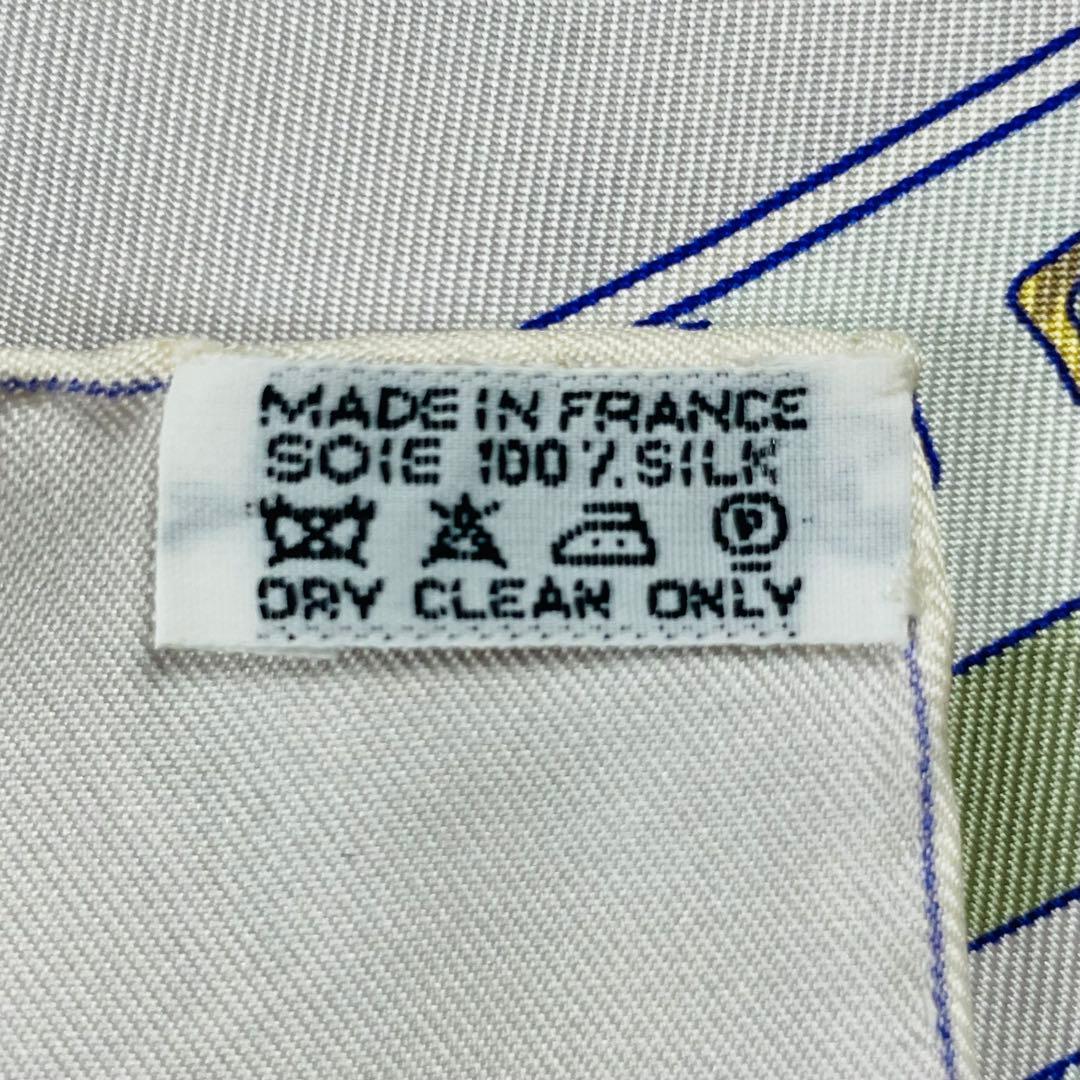 MADE IN FRANCE
SOIE 100% SILK
P
DRY CLEAN ONLY